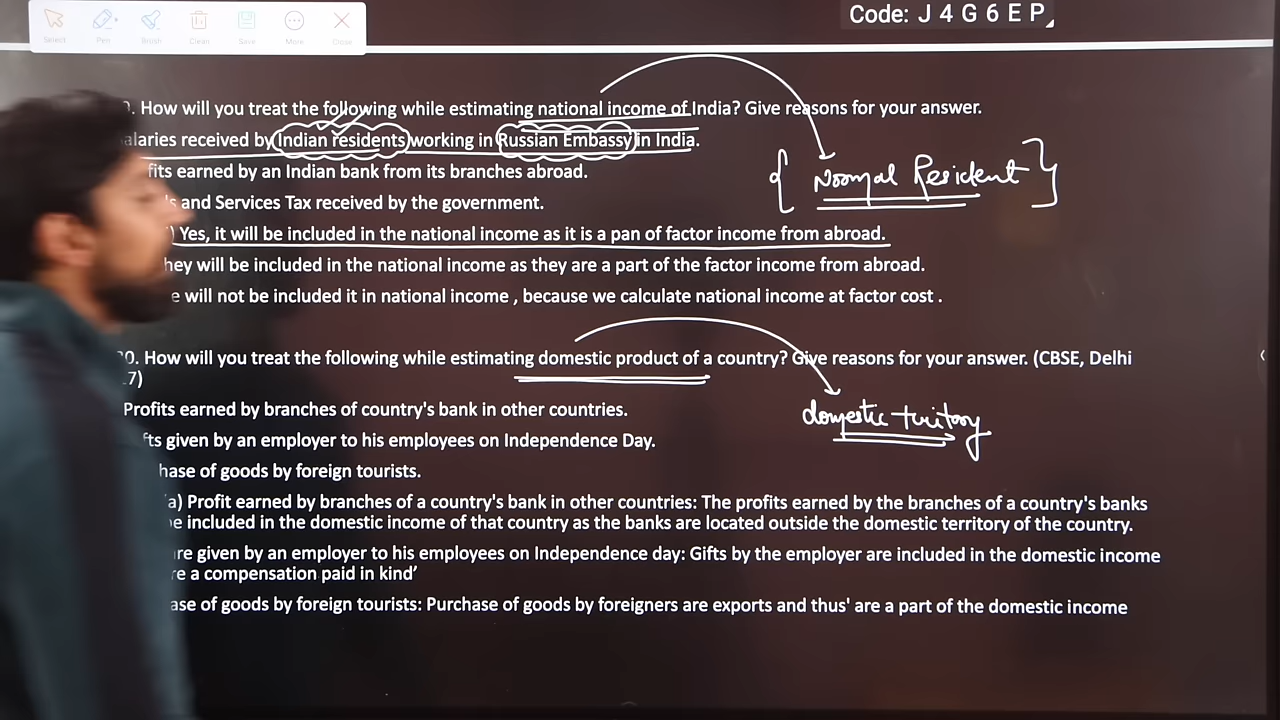 Code: J 4 G 6 E P
Select Pen Brush Clean Save More Close
. How will you treat the following while estimating national income of India? Give reasons for your answer.
alaries received by Indian residents working in Russian Embassy in India.
fits earned by an Indian bank from its branches abroad.
{ Normal Resident }
s and Services Tax received by the government.
) Yes, it will be included in the national income as it is a pan of factor income from abroad.
hey will be included in the national income as they are a part of the factor income from abroad.
e will not be included it in national income , because we calculate national income at factor cost .
0. How will you treat the following while estimating domestic product of a country? Give reasons for your answer. (CBSE, Delhi
7)
Profits earned by branches of country's bank in other countries.
domestic turitory
fts given by an employer to his employees on Independence Day.
hase of goods by foreign tourists.
a) Profit earned by branches of a country's bank in other countries: The profits earned by the branches of a country's banks
e included in the domestic income of that country as the banks are located outside the domestic territory of the country.
re given by an employer to his employees on Independence day: Gifts by the employer are included in the domestic income
re a compensation paid in kind’
ase of goods by foreign tourists: Purchase of goods by foreigners are exports and thus' are a part of the domestic income